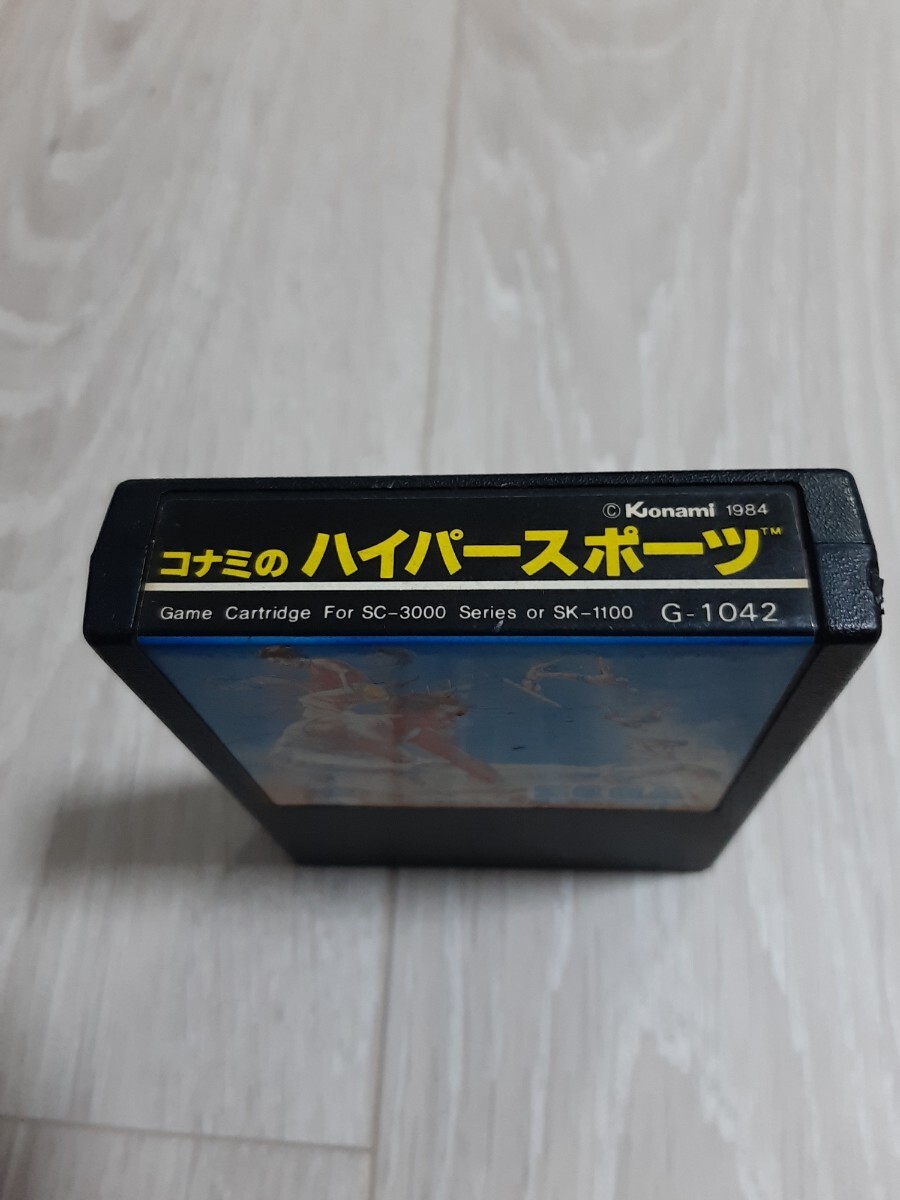 © Konami 1984
コナミの ハイパースポーツ™
Game Cartridge For SC-3000 Series or SK-1100 G-1042